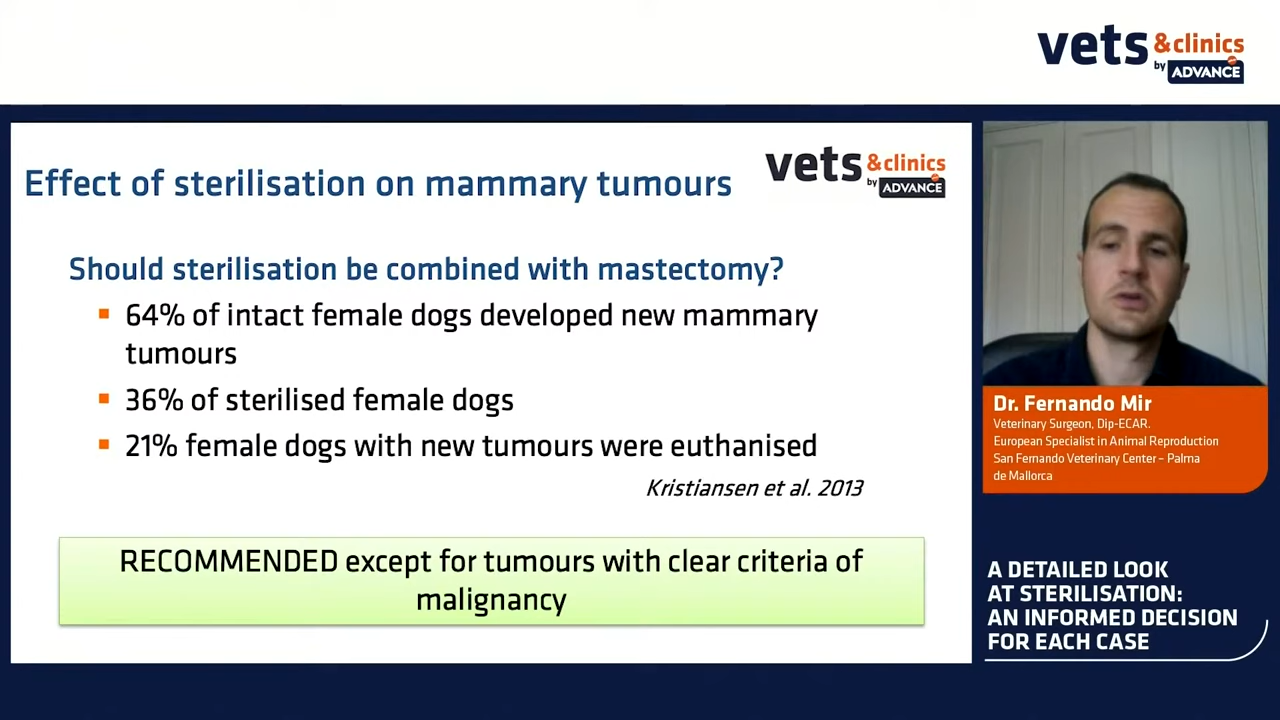 vets &clinics
by ADVANCE
Effect of sterilisation on mammary tumours
vets &clinics
by ADVANCE
Should sterilisation be combined with mastectomy?
64% of intact female dogs developed new mammary
tumours
36% of sterilised female dogs
21% female dogs with new tumours were euthanised
Kristiansen et al. 2013
RECOMMENDED except for tumours with clear criteria of
malignancy
Dr. Fernando Mir
Veterinary Surgeon, Dip-ECAR.
European Specialist in Animal Reproduction
San Fernando Veterinary Center – Palma
de Mallorca
A DETAILED LOOK
AT STERILISATION:
AN INFORMED DECISION
FOR EACH CASE